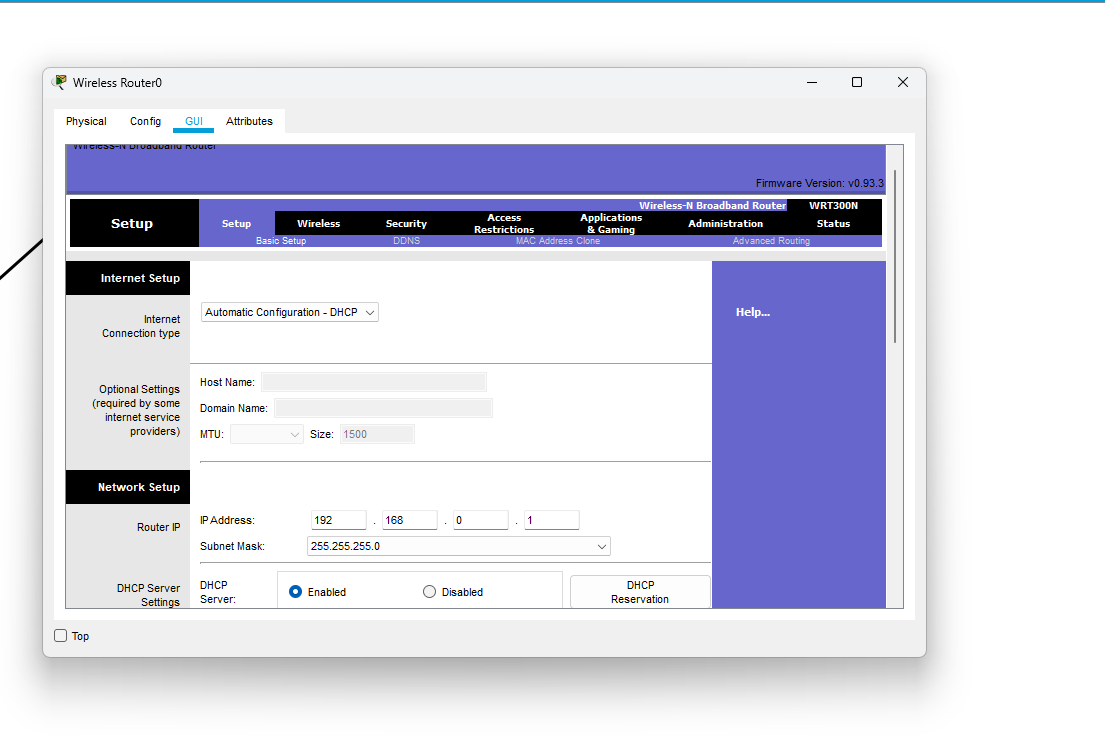 Wireless Router0
Physical Config GUI Attributes
Wireless-N Broadband Router
Firmware Version: v0.93.3
Wireless-N Broadband Router WRT300N
Setup
Setup Wireless Security Access Restrictions Applications & Gaming Administration Status
Basic Setup DDNS MAC Address Clone Advanced Routing
Internet Setup
Internet
Connection type
Automatic Configuration - DHCP
Help...
Optional Settings
(required by some
internet service
providers)
Host Name:
Domain Name:
MTU: Size: 1500
Network Setup
Router IP
IP Address: 192 . 168 . 0 . 1
Subnet Mask: 255.255.255.0
DHCP Server
Settings
DHCP
Server:
Enabled Disabled
DHCP
Reservation
Top